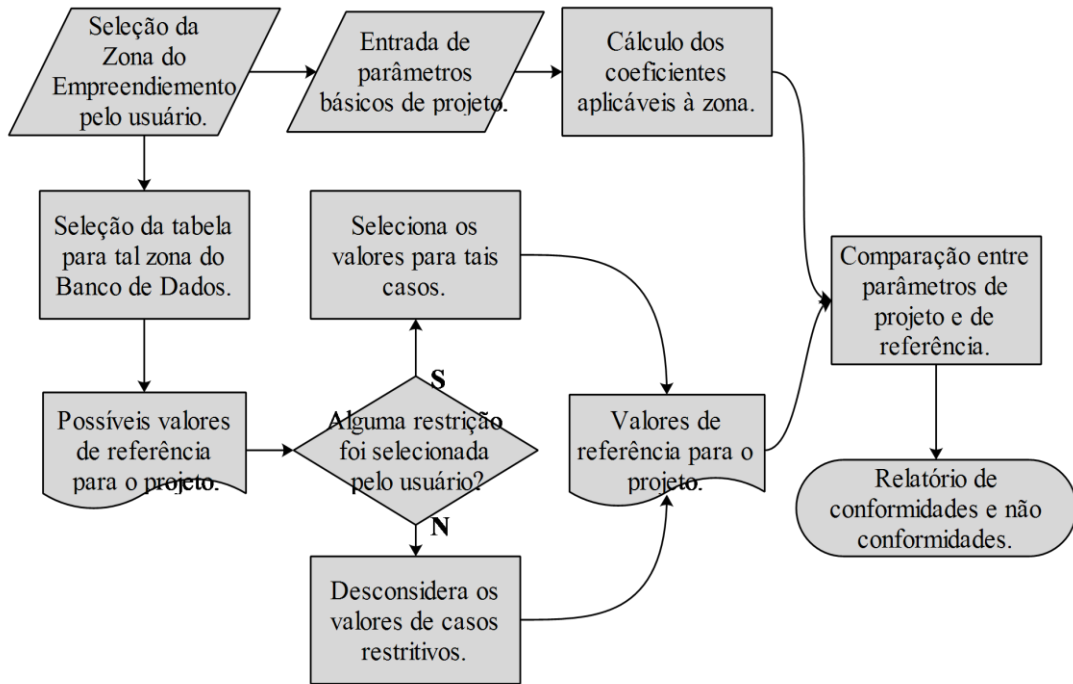 Seleção da
Zona do
Empreendiemento
pelo usuário.
Entrada de
parâmetros
básicos de projeto.
Cálculo dos
coeficientes
aplicáveis à zona.
Seleção da tabela
para tal zona do
Banco de Dados.
Seleciona os
valores para tais
casos.
Comparação entre
parâmetros de
projeto e de
referência.
Possíveis valores
de referência
para o projeto.
S
Alguma restrição
foi selecionada
pelo usuário?
N
Valores de
referência para o
projeto.
Relatório de
conformidades e não
conformidades.
Desconsidera os
valores de casos
restritivos.